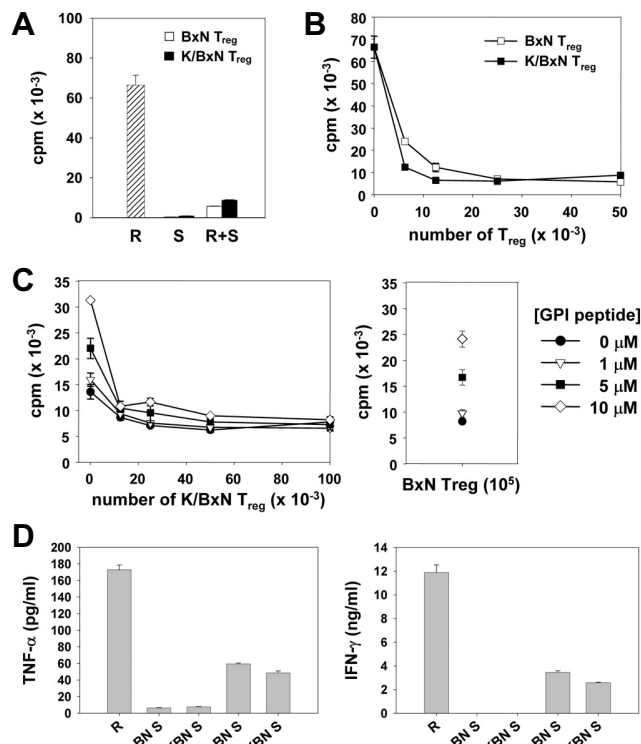 A
BxN Treg
K/BxN Treg
cpm (x 10-3)
100
80
60
40
20
0
R
S
R+S
B
BxN Treg
K/BxN Treg
cpm (x 10-3)
80
70
60
50
40
30
20
10
0
0
10
20
30
40
50
number of Treg (x 10-3)
C
cpm (x 10-3)
35
30
25
20
15
10
5
0
0
20
40
60
80
100
number of K/BxN Treg (x 10-3)
cpm (x 10-3)
35
30
25
20
15
10
5
0
BxN Treg (105)
[GPI peptide]
0 μM
1 μM
5 μM
10 μM
D
TNF-α (pg/ml)
200
180
160
140
120
100
80
60
40
20
0
R
BN S
BN S
IFN-γ (ng/ml)
14
12
10
8
6
4
2
0
R
BN S
BN S